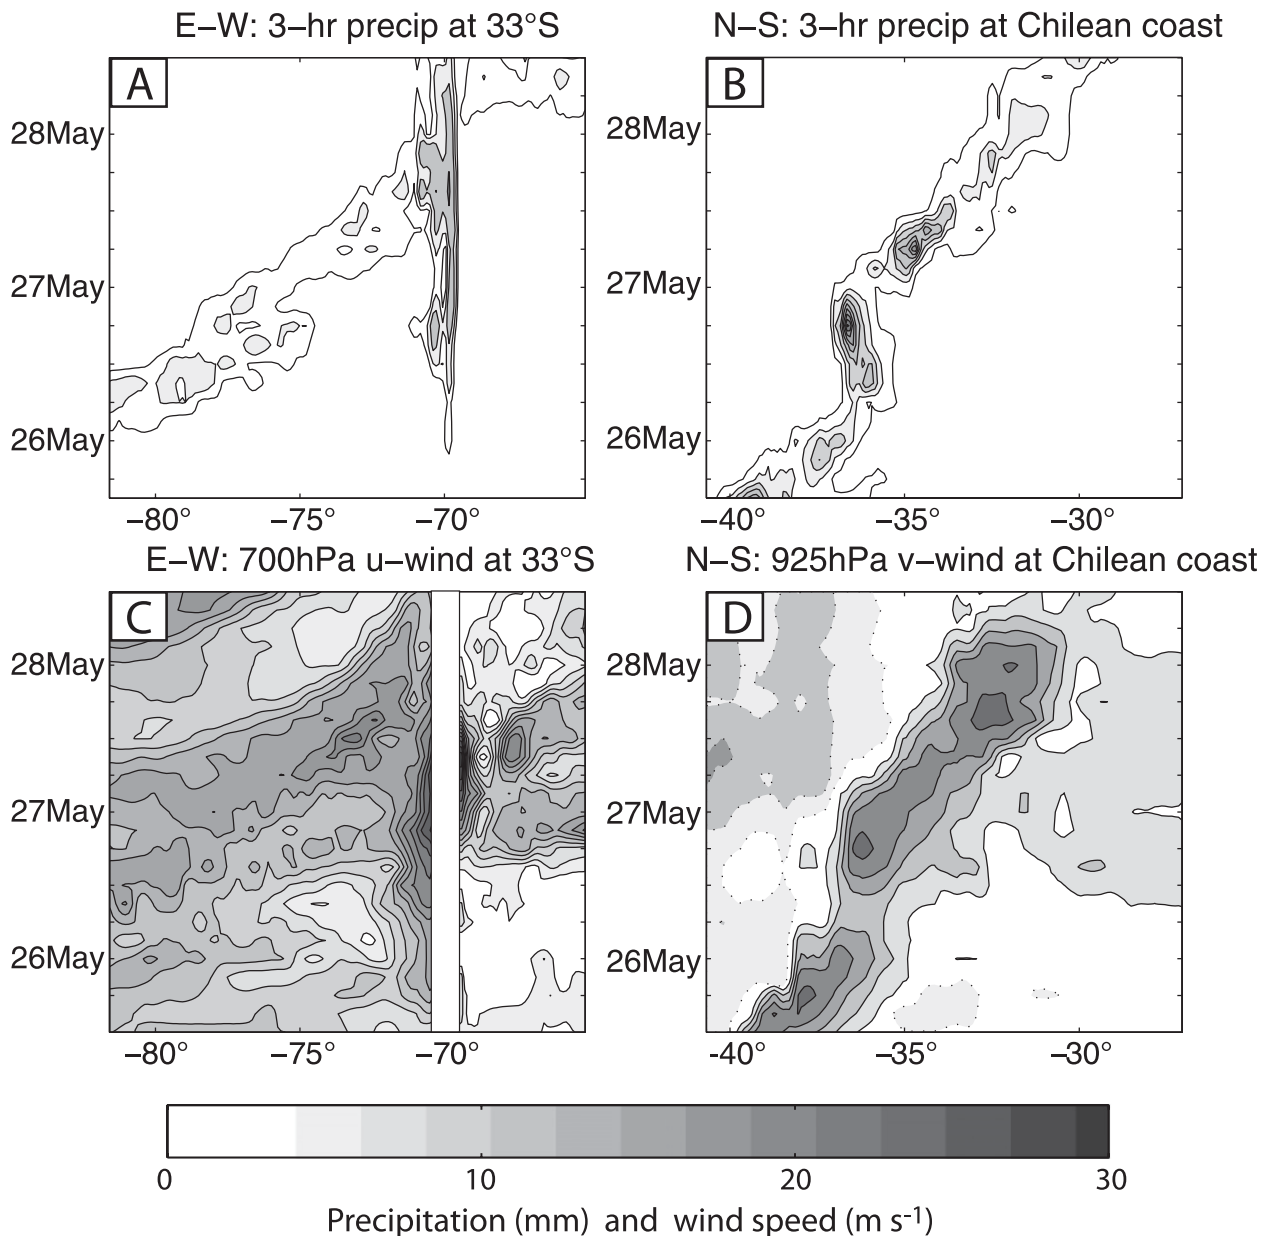 E–W: 3–hr precip at 33°S
N–S: 3–hr precip at Chilean coast
A
B
28May
27May
26May
28May
27May
26May
–80° –75° –70°
–40° –35° –30°
E–W: 700hPa u–wind at 33°S
N–S: 925hPa v–wind at Chilean coast
C
D
28May
27May
26May
28May
27May
26May
–80° –75° –70°
-40° –35° -30°
0 10 20 30
Precipitation (mm) and wind speed (m s-1)